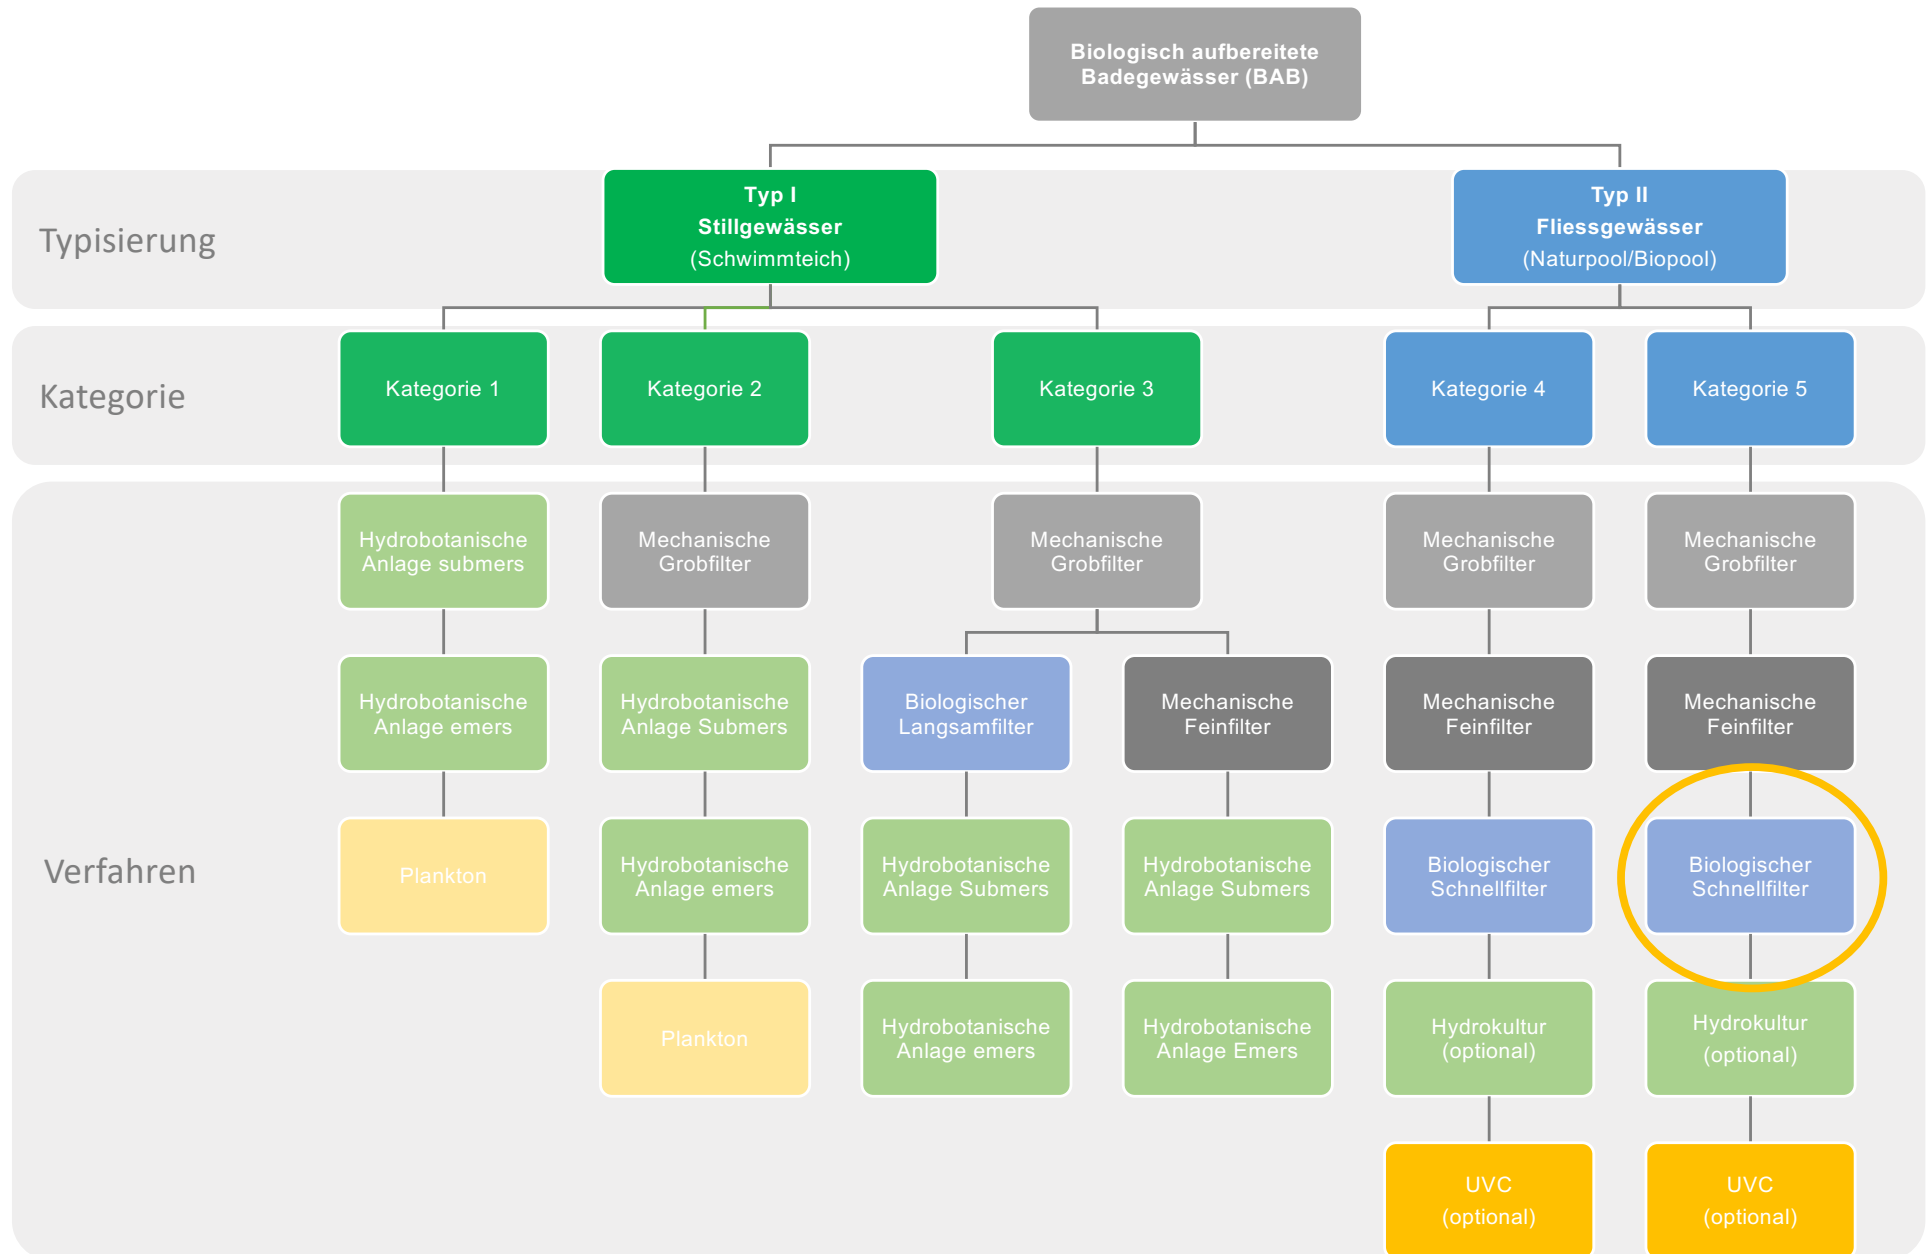 Biologisch aufbereitete
Badegewässer (BAB)
Typisierung
Typ I
Stillgewässer
(Schwimmteich)
Typ II
Fliessgewässer
(Naturpool/Biopool)
Kategorie
Kategorie 1
Kategorie 2
Kategorie 3
Kategorie 4
Kategorie 5
Verfahren
Hydrobotanische
Anlage submers
Mechanische
Grobfilter
Mechanische
Grobfilter
Mechanische
Grobfilter
Mechanische
Grobfilter
Hydrobotanische
Anlage emers
Hydrobotanische
Anlage Submers
Biologischer
Langsamfilter
Mechanische
Feinfilter
Mechanische
Feinfilter
Mechanische
Feinfilter
Plankton
Hydrobotanische
Anlage emers
Hydrobotanische
Anlage Submers
Hydrobotanische
Anlage Submers
Biologischer
Schnellfilter
Biologischer
Schnellfilter
Plankton
Hydrobotanische
Anlage emers
Hydrobotanische
Anlage Emers
Hydrokultur
(optional)
Hydrokultur
(optional)
UVC
(optional)
UVC
(optional)